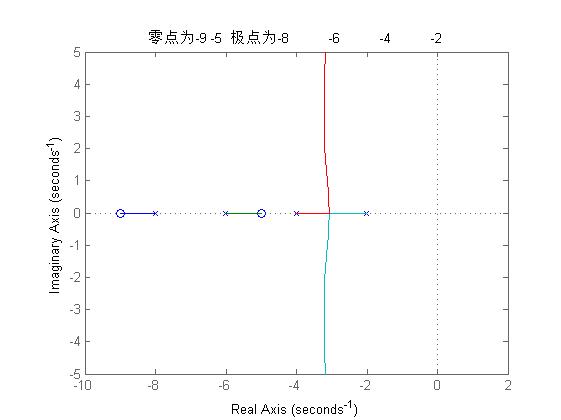 零点为-9 -5 极点为-8 -6 -4 -2
5
4
3
2
1
0
-1
-2
-3
-4
-5
Imaginary Axis (seconds⁻¹)
-10 -8 -6 -4 -2 0 2
Real Axis (seconds⁻¹)